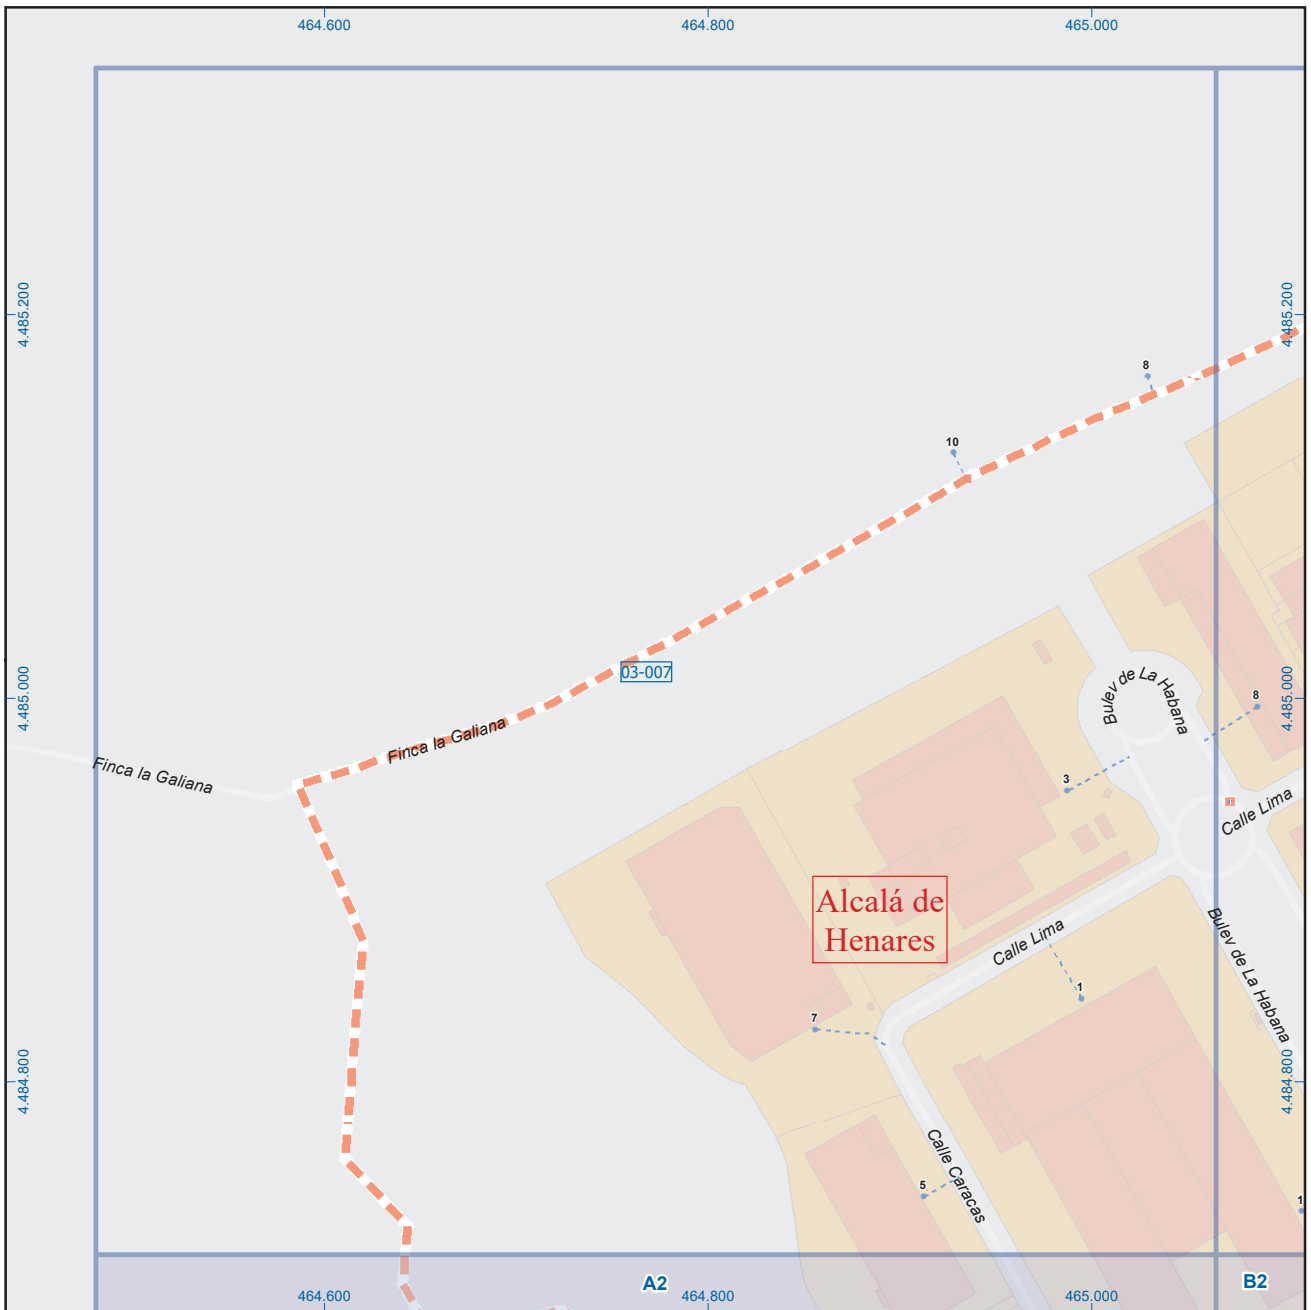 464.600
464.800
465.000
4.485.200
4.485.200
8
10
03-007
Bulev de La Habana
4.485.000
4.485.000
8
Finca la Galiana
Finca la Galiana
3
Calle Lima
Alcalá de
Henares
Calle Lima
Bulev de La Habana
1
7
4.484.800
4.484.800
Calle Caracas
5
1
A2
B2
464.600
464.800
465.000